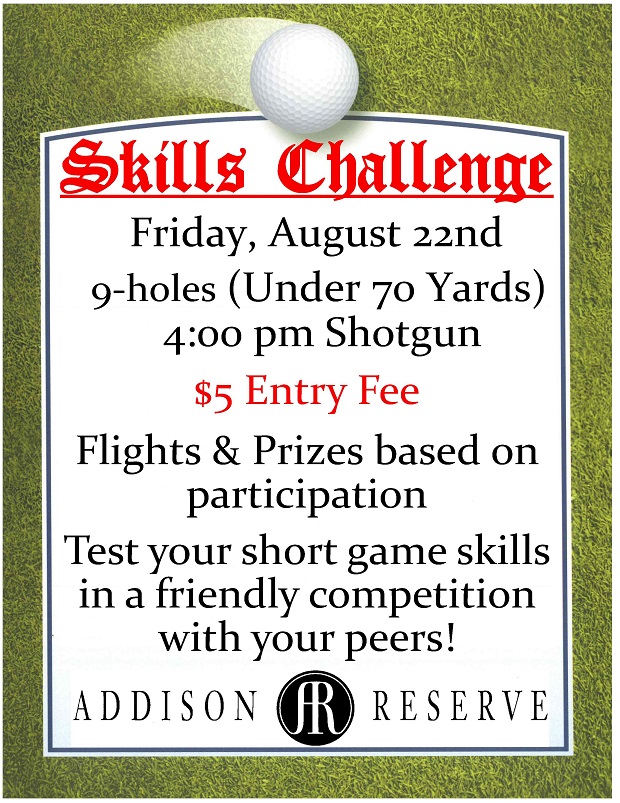 Skills Challenge
Friday, August 22nd
9-holes (Under 70 Yards)
4:00 pm Shotgun
$5 Entry Fee
Flights & Prizes based on
participation
Test your short game skills
in a friendly competition
with your peers!
ADDISON AR RESERVE